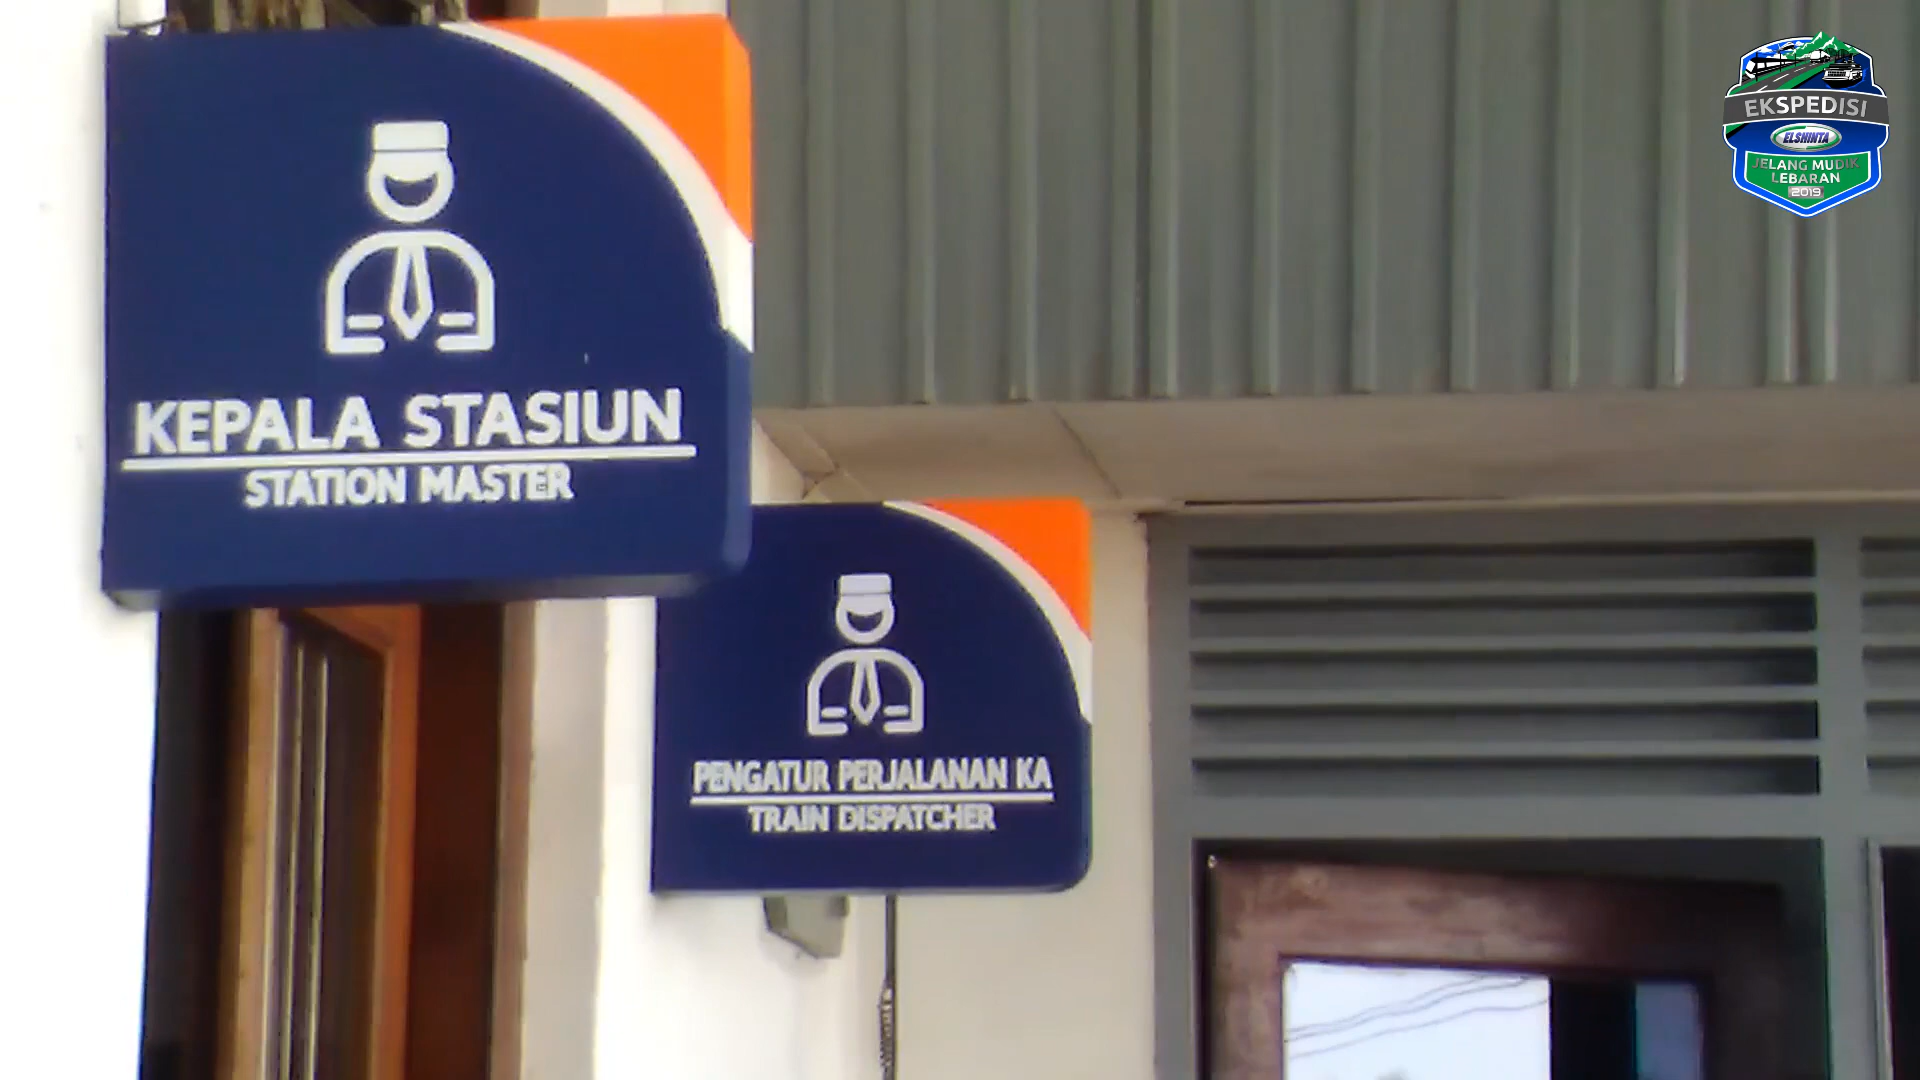 KEPALA STASIUN
STATION MASTER
PENGATUR PERJALANAN KA
TRAIN DISPATCHER
EKSPEDISI
ELSHINTA
JELANG MUDIK
LEBARAN
2019